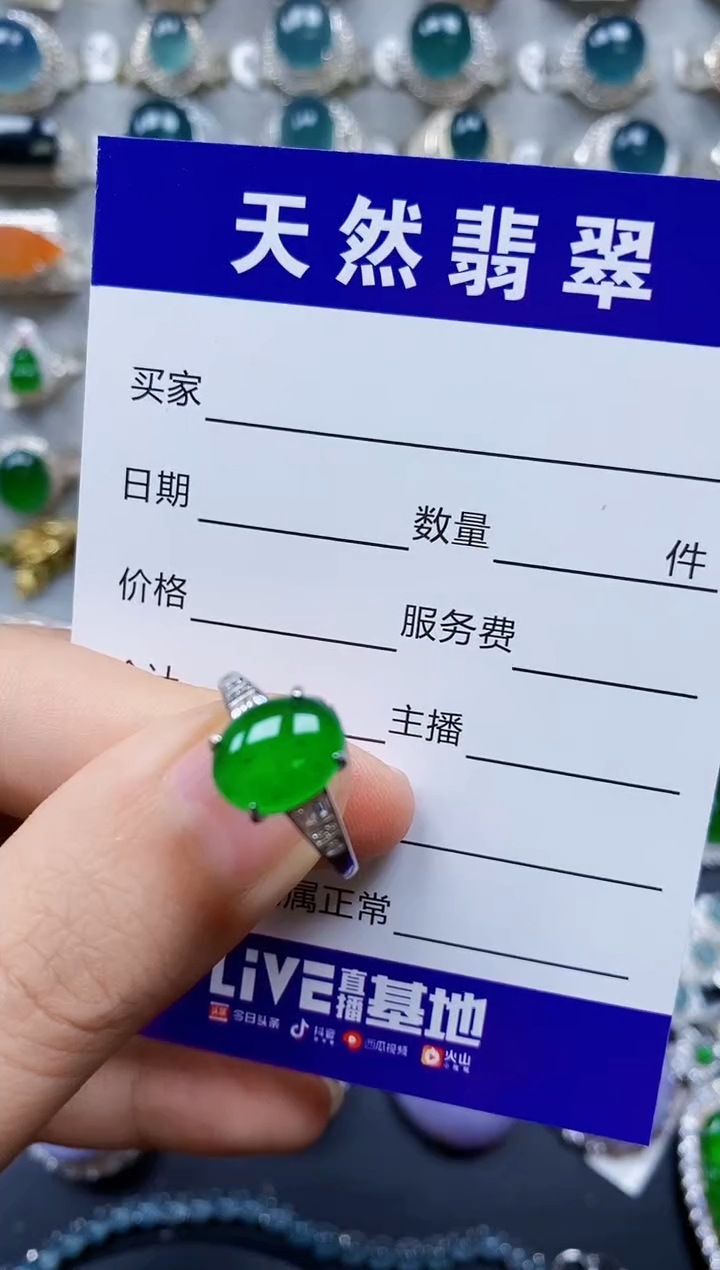 天然翡翠
买家
日期 数量 件
价格 服务费
主播
属正常
LiVE直播基地
头条 今日头条 抖音 西瓜视频 火山